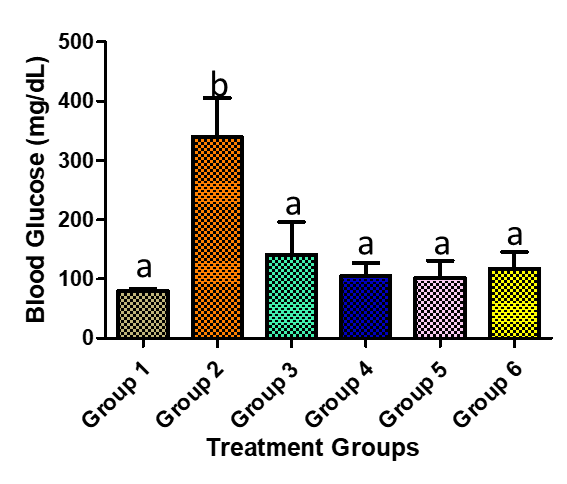 Blood Glucose (mg/dL)
500
400
300
200
100
0
a
b
a
a
a
a
Group 1
Group 2
Group 3
Group 4
Group 5
Group 6
Treatment Groups